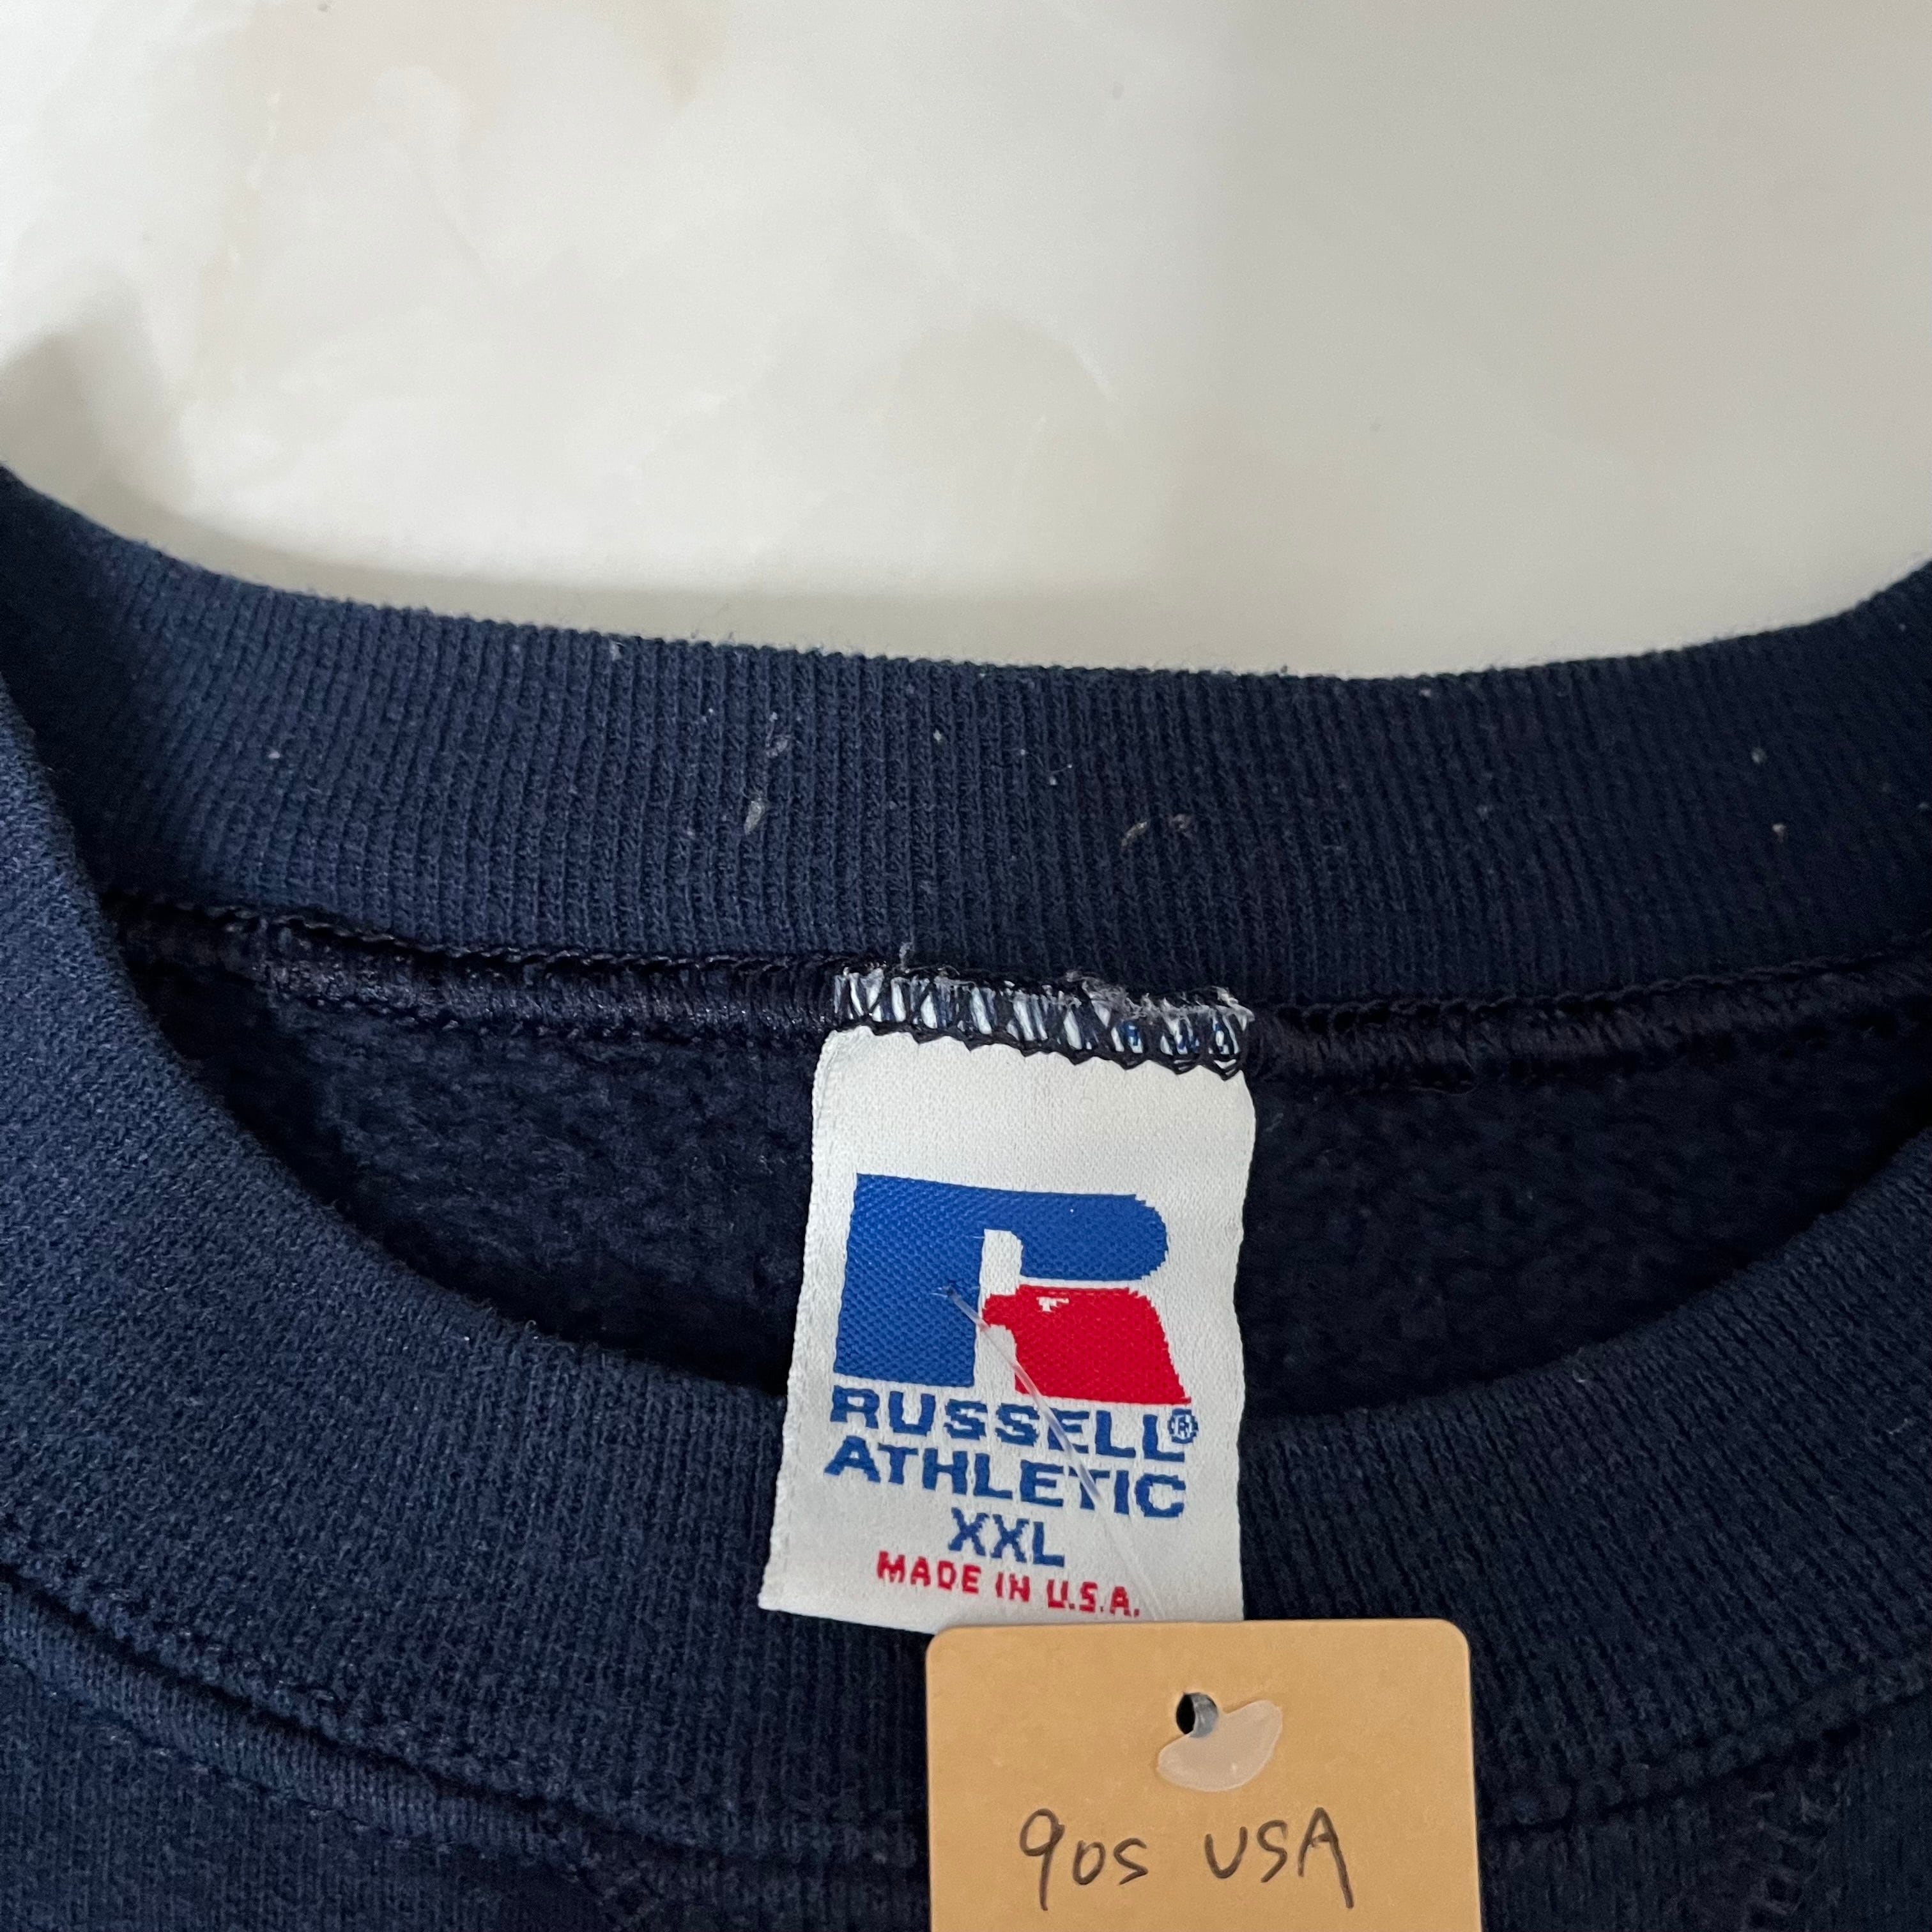 RUSSELL®
ATHLETIC
XXL
MADE IN U.S.A.
90s USA